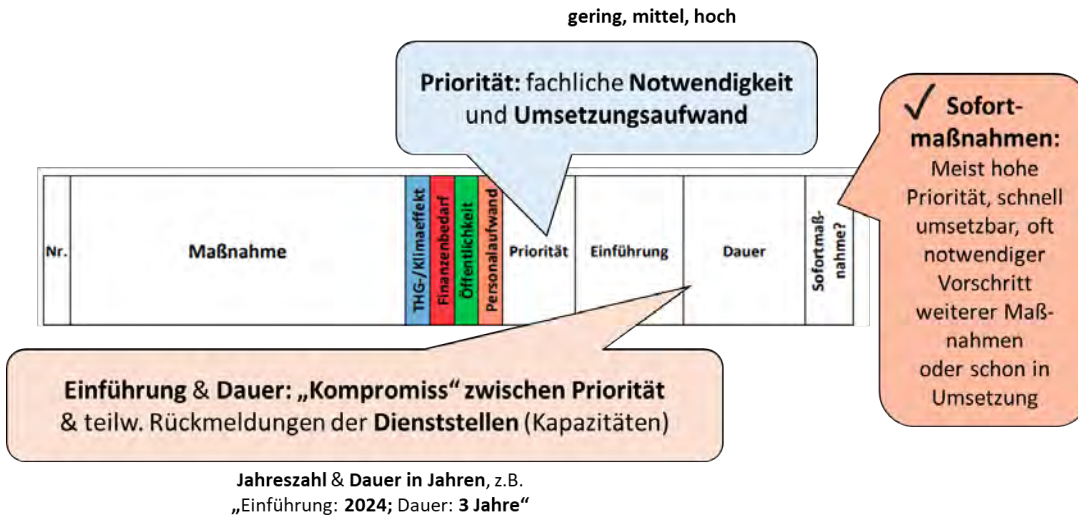 gering, mittel, hoch
Priorität: fachliche Notwendigkeit
und Umsetzungsaufwand
✓ Sofort-
maßnahmen:
Meist hohe
Priorität, schnell
umsetzbar, oft
notwendiger
Vorschritt
weiterer Maß-
nahmen
oder schon in
Umsetzung
Nr.
Maßnahme
THG-/Klimaeffekt
Finanzenbedarf
Öffentlichkeit
Personalaufwand
Priorität
Einführung
Dauer
Sofortmaß-
nahme?
Einführung & Dauer: „Kompromiss“ zwischen Priorität
& teilw. Rückmeldungen der Dienststellen (Kapazitäten)
Jahreszahl & Dauer in Jahren, z.B.
„Einführung: 2024; Dauer: 3 Jahre“